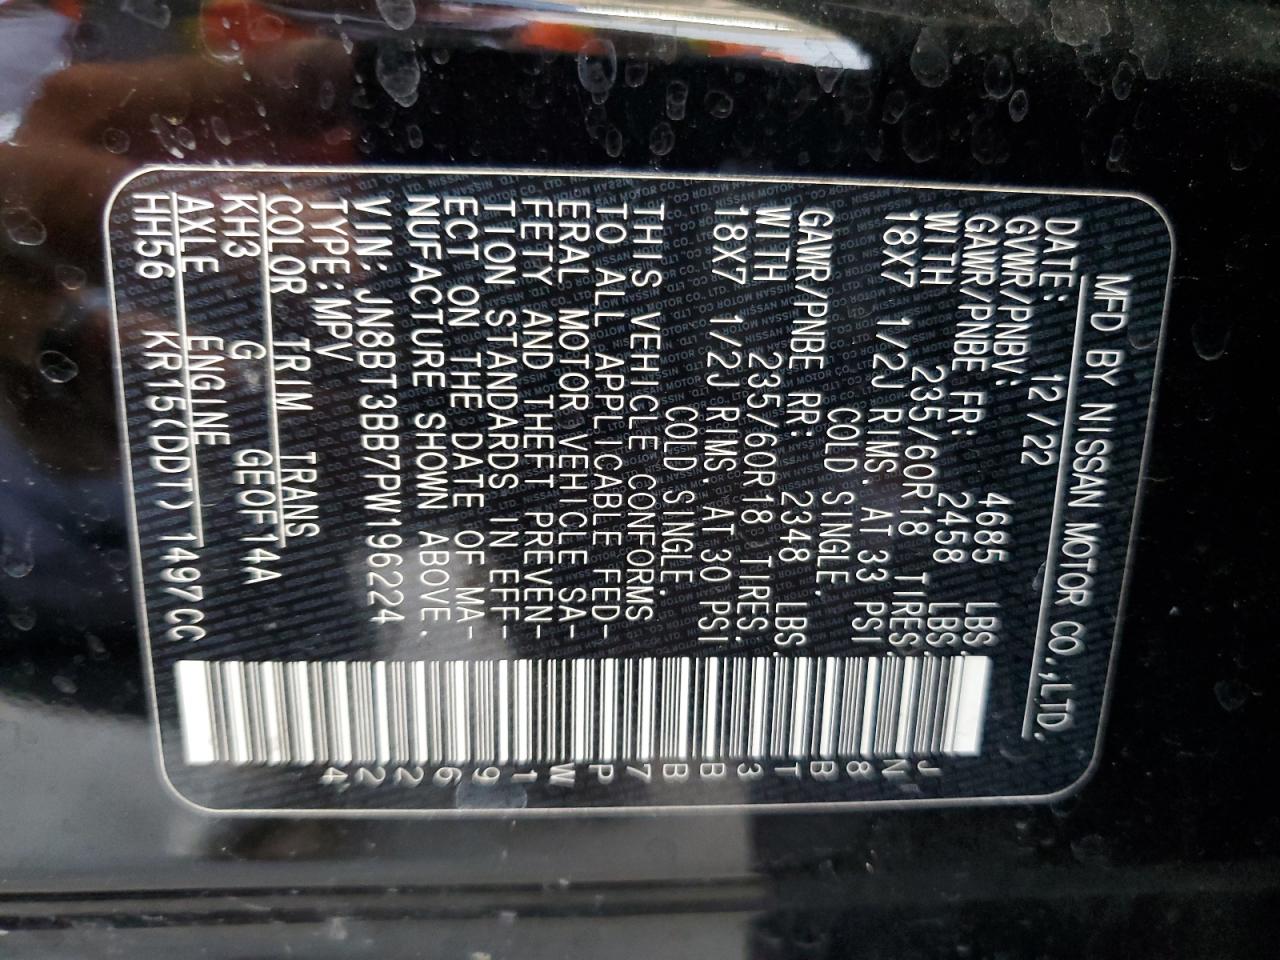 MFD BY NISSAN MOTOR CO.,LTD.
DATE: 12/22
GVWR/PNBV: 4685 LBS.
GAWR/PNBE FR: 2458 LBS.
WITH 235/60R18 TIRES.
18X7 1/2J RIMS. AT 33 PSI.
COLD SINGLE.
GAWR/PNBE RR: 2348 LBS.
WITH 235/60R18 TIRES.
18X7 1/2J RIMS. AT 30 PSI.
COLD SINGLE.
THIS VEHICLE CONFORMS
TO ALL APPLICABLE FED-
ERAL MOTOR VEHICLE SA-
FETY AND THEFT PREVEN-
TION STANDARDS IN EFF-
ECT ON THE DATE OF MA-
NUFACTURE SHOWN ABOVE.
VIN: JN8BT3BB7PW196224
TYPE:MPV
COLOR TRIM TRANS
KH3 G GE0F14A
AXLE ENGINE
HH56 KR15(DDT) 1497CC
JN8BT3BB7PW196224